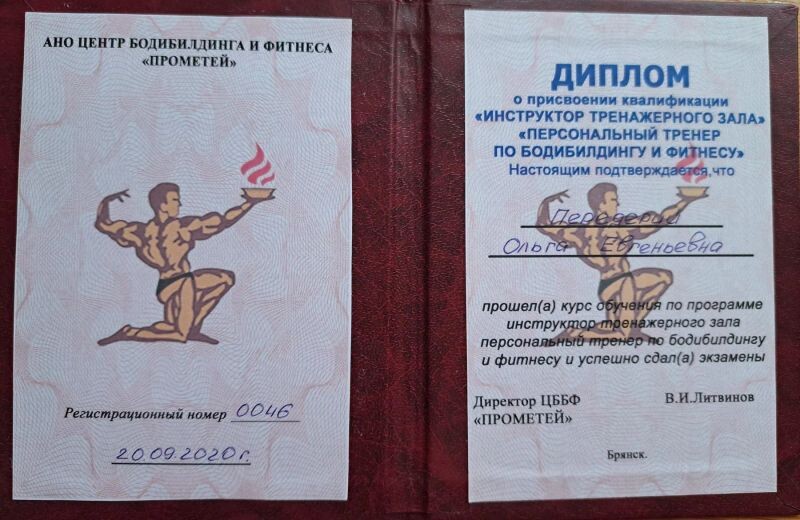 АНО ЦЕНТР БОДИБИЛДИНГА И ФИТНЕСА
«ПРОМЕТЕЙ»
Регистрационный номер 0046
20.09.2020 г.
ДИПЛОМ
о присвоении квалификации
«ИНСТРУКТОР ТРЕНАЖЕРНОГО ЗАЛА»
«ПЕРСОНАЛЬНЫЙ ТРЕНЕР
ПО БОДИБИЛДИНГУ И ФИТНЕСУ»
Настоящим подтверждается,что
Передерий
Ольга Евгеньевна
прошел(а) курс обучения по программе
инструктор тренажерного зала
персональный тренер по бодибилдингу
и фитнесу и успешно сдал(а) экзамены
Директор ЦББФ В.И.Литвинов
«ПРОМЕТЕЙ»
Брянск.